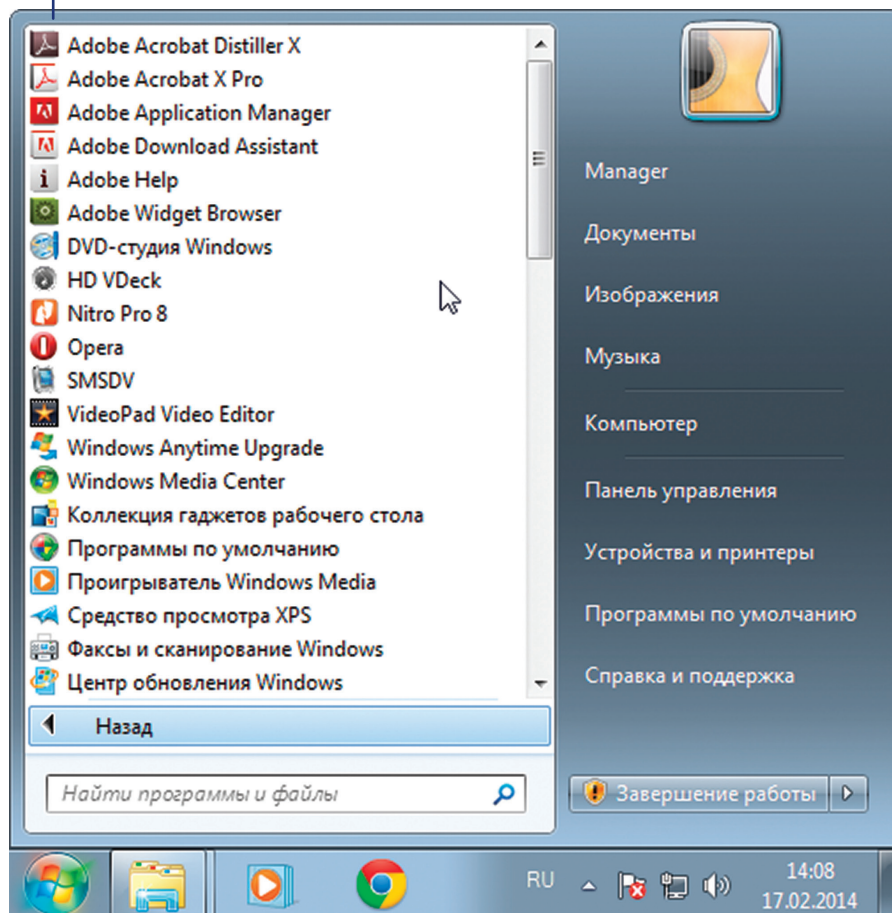 Adobe Acrobat Distiller X
Adobe Acrobat X Pro
Adobe Application Manager
Adobe Download Assistant
Adobe Help
Adobe Widget Browser
DVD-студия Windows
HD VDeck
Nitro Pro 8
Opera
SMSDV
VideoPad Video Editor
Windows Anytime Upgrade
Windows Media Center
Коллекция гаджетов рабочего стола
Программы по умолчанию
Проигрыватель Windows Media
Средство просмотра XPS
Факсы и сканирование Windows
Центр обновления Windows
Назад
Найти программы и файлы
Manager
Документы
Изображения
Музыка
Компьютер
Панель управления
Устройства и принтеры
Программы по умолчанию
Справка и поддержка
Завершение работы
RU
14:08
17.02.2014